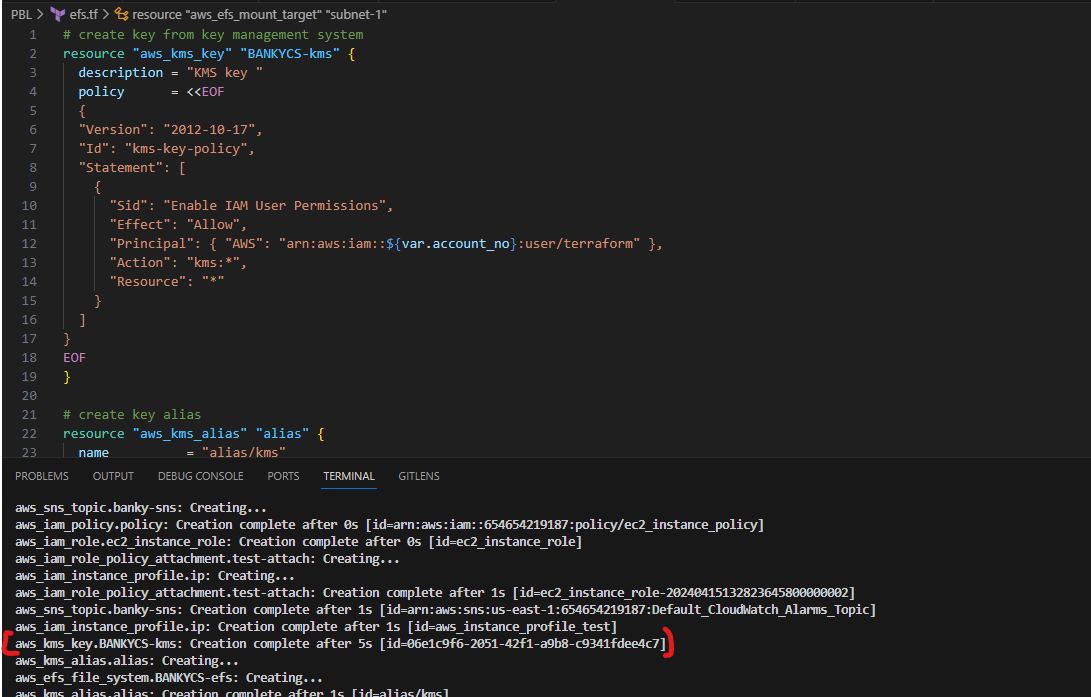 PBL > efs.tf > resource "aws_efs_mount_target" "subnet-1"
1 # create key from key management system
2 resource "aws_kms_key" "BANKYCS-kms" {
3 description = "KMS key "
4 policy = <<EOF
5 {
6 "Version": "2012-10-17",
7 "Id": "kms-key-policy",
8 "Statement": [
9 {
10 "Sid": "Enable IAM User Permissions",
11 "Effect": "Allow",
12 "Principal": { "AWS": "arn:aws:iam::${var.account_no}:user/terraform" },
13 "Action": "kms:*",
14 "Resource": "*"
15 }
16 ]
17 }
18 EOF
19 }
20
21 # create key alias
22 resource "aws_kms_alias" "alias" {
23 name = "alias/kms"
PROBLEMS OUTPUT DEBUG CONSOLE PORTS TERMINAL GITLENS
aws_sns_topic.banky-sns: Creating...
aws_iam_policy.policy: Creation complete after 0s [id=arn:aws:iam::654654219187:policy/ec2_instance_policy]
aws_iam_role.ec2_instance_role: Creation complete after 0s [id=ec2_instance_role]
aws_iam_role_policy_attachment.test-attach: Creating...
aws_iam_instance_profile.ip: Creating...
aws_iam_role_policy_attachment.test-attach: Creation complete after 1s [id=ec2_instance_role-20240415132823645800000002]
aws_sns_topic.banky-sns: Creation complete after 1s [id=arn:aws:sns:us-east-1:654654219187:Default_CloudWatch_Alarms_Topic]
aws_iam_instance_profile.ip: Creation complete after 1s [id=aws_instance_profile_test]
aws_kms_key.BANKYCS-kms: Creation complete after 5s [id=06e1c9f6-2051-42f1-a9b8-c9341fdee4c7]
aws_kms_alias.alias: Creating...
aws_efs_file_system.BANKYCS-efs: Creating...
aws_kms_alias.alias: Creation complete after 1s [id=alias/kms]